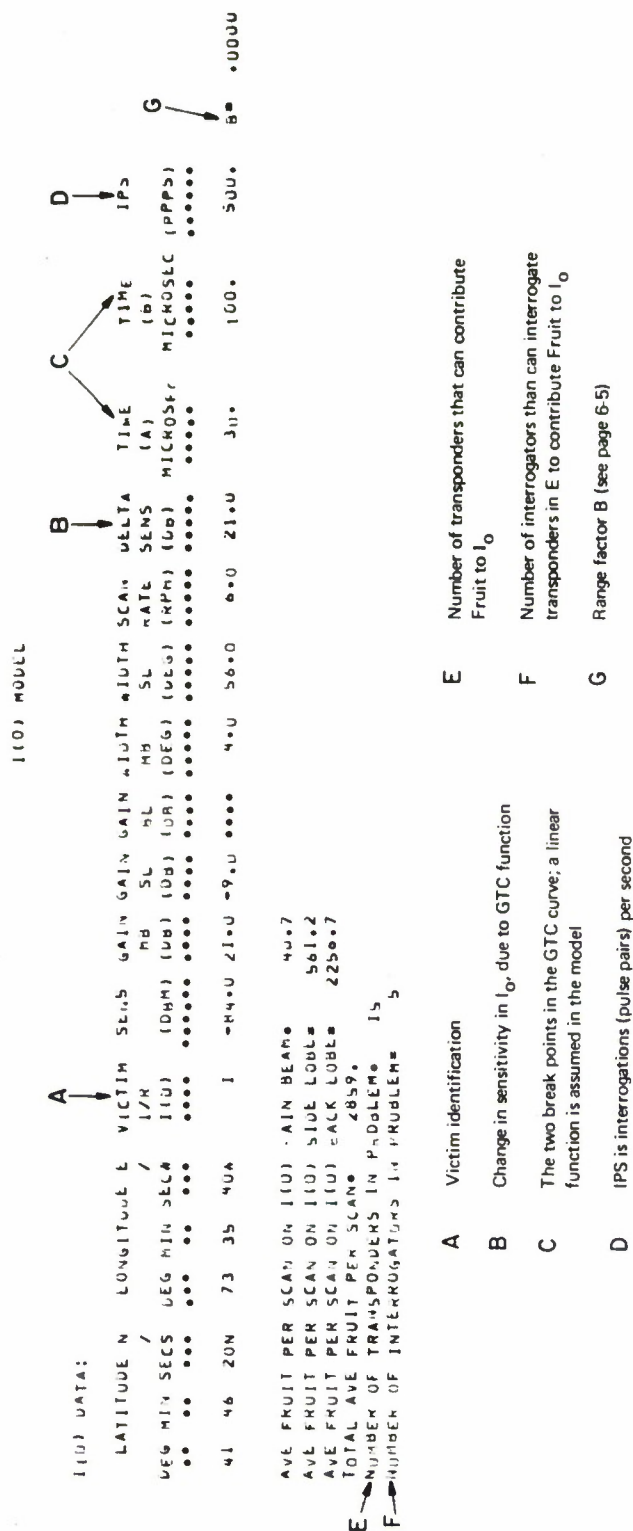 I(O) MODEL
A B C D G
I(O) DATA:
LATITUDE N LONGITUDE E VICTIM SENS GAIN GAIN GAIN WIDTH WIDTH SCAN DELTA TIME TIME IPS
/ / I/R MB SL BL MB SL RATE SENS (A) (B)
DEG MIN SECS DEG MIN SECW I(O) (DBM) (DB) (DB) (DB) (DEG) (DEG) (RPM) (DB) MICROSEC MICROSEC (PPPS)
•• •• ••• ••• •• ••• •••• •••••• •••• •••• •••• ••••• ••••• ••••• ••••• ••••• ••••• ••••••
41 46 20N 73 35 40W I -84.0 21.0 -9.0 •••• 4.0 56.0 6.0 21.0 30. 100. 500. B= .0000
AVE FRUIT PER SCAN ON I(O) MAIN BEAM= 40.7
AVE FRUIT PER SCAN ON I(O) SIDE LOBE= 561.2
AVE FRUIT PER SCAN ON I(O) BACK LOBE= 2256.7
TOTAL AVE FRUIT PER SCAN= 2859.
E NUMBER OF TRANSPONDERS IN PROBLEM= 15
F NUMBER OF INTERROGATORS IN PROBLEM= 5
A Victim identification
B Change in sensitivity in Io, due to GTC function
C The two break points in the GTC curve; a linear
function is assumed in the model
D IPS is interrogations (pulse pairs) per second
E Number of transponders that can contribute
Fruit to Io
F Number of interrogators than can interrogate
transponders in E to contribute Fruit to Io
G Range factor B (see page 6-5)